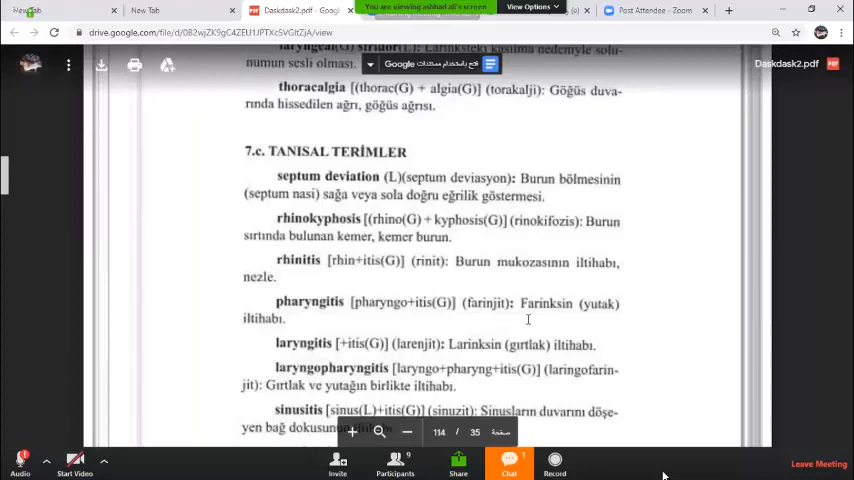 New Tab
New Tab
Daskdask2.pdf - Googl
You are viewing ashhad ali's screen
View Options
Post Attendee - Zoom
drive.google.com/file/d/0B2wjZK9gC4ZEU1JPTXc5VGtZjA/view
Daskdask2.pdf
فتح باستخدام مستندات Google
laryngeal(G) stridor(L): Larinksteki kasılma nedeniyle solu-
numun sesli olması.
thoracalgia [(thorac(G) + algia(G)] (torakalji): Göğüs duva-
rında hissedilen ağrı, göğüs ağrısı.
7.c. TANISAL TERİMLER
septum deviation (L)(septum deviasyon): Burun bölmesinin
(septum nasi) sağa veya sola doğru eğrilik göstermesi.
rhinokyphosis [(rhino(G) + kyphosis(G)] (rinokifozis): Burun
sırtında bulunan kemer, kemer burun.
rhinitis [rhin+itis(G)] (rinit): Burun mukozasının iltihabı,
nezle.
pharyngitis [pharyngo+itis(G)] (farinjit): Farinksin (yutak)
iltihabı.
laryngitis [+itis(G)] (larenjit): Larinksin (gırtlak) iltihabı.
laryngopharyngitis [laryngo+pharyng+itis(G)] (laringofarin-
jit): Gırtlak ve yutağın birlikte iltihabı.
sinusitis [sinus(L)+itis(G)] (sinuzit): Sinusların duvarını döşe-
yen bağ dokusunun
114 / 35 صفحة
Audio
Start Video
Invite
9
Participants
Share
1
Chat
Record
Leave Meeting